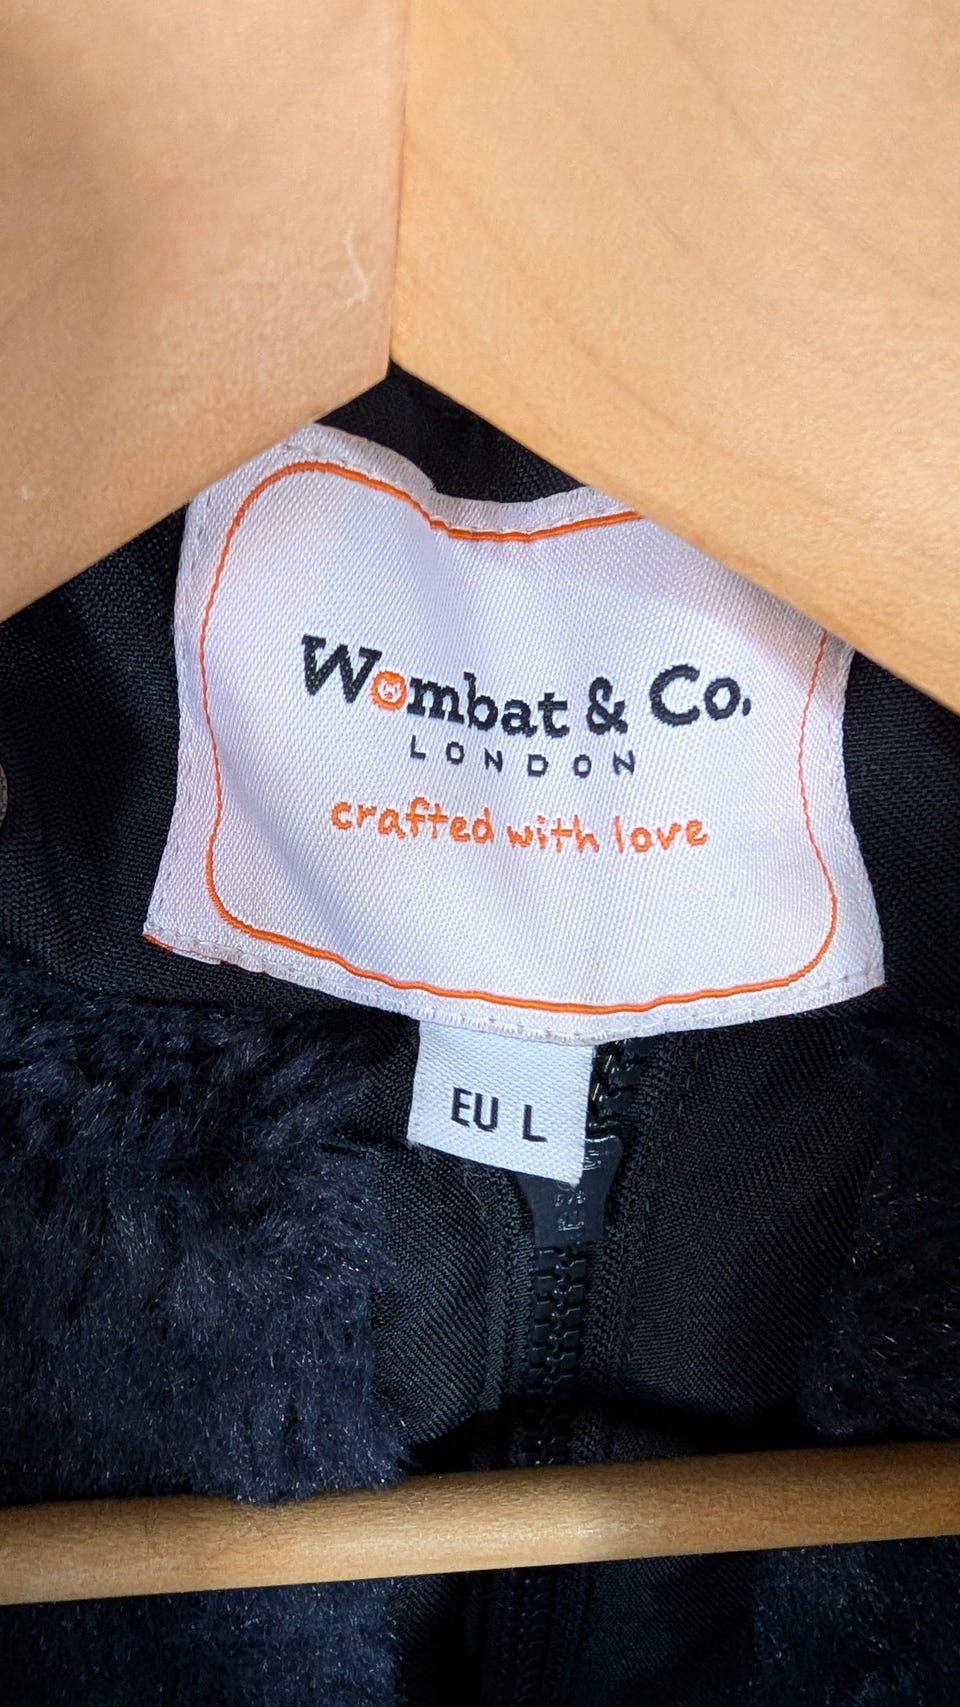 Wombat & Co.
LONDON
crafted with love
EU L